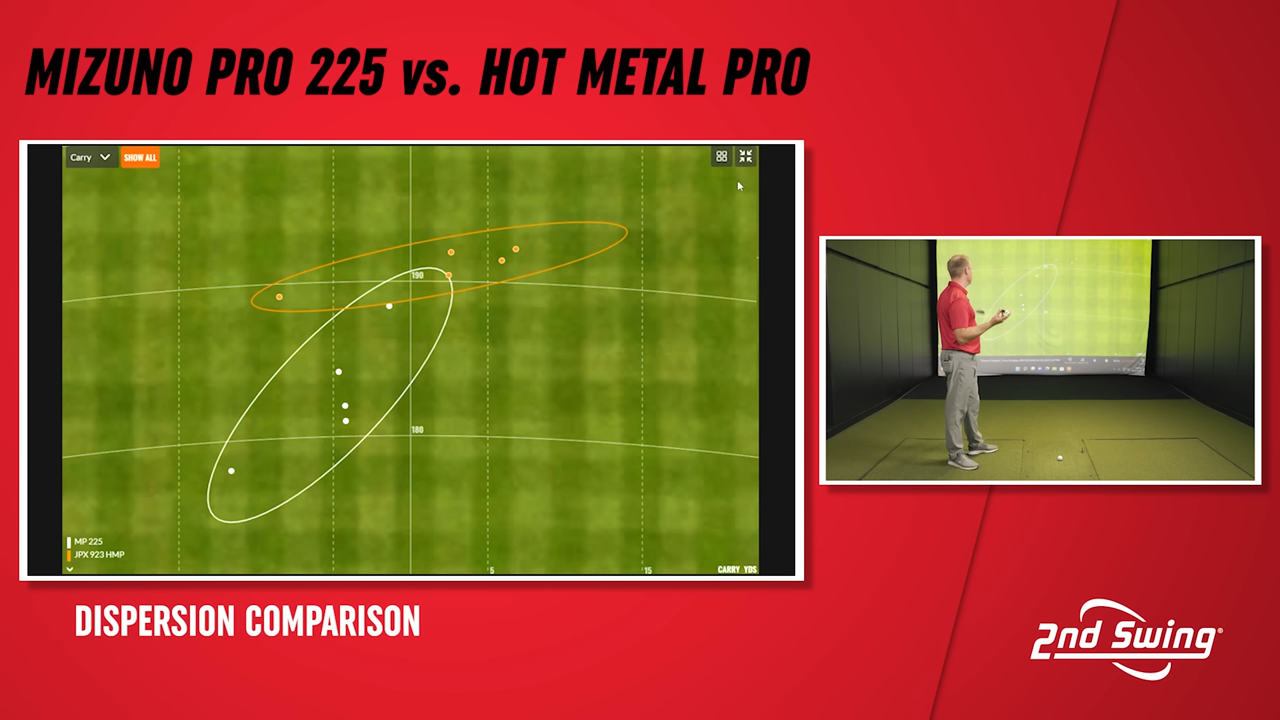 MIZUNO PRO 225 vs. HOT METAL PRO
Carry
SHOW ALL
190
180
MP 225
JPX 923 HMP
5
15
CARRY YDS
DISPERSION COMPARISON
2nd Swing®